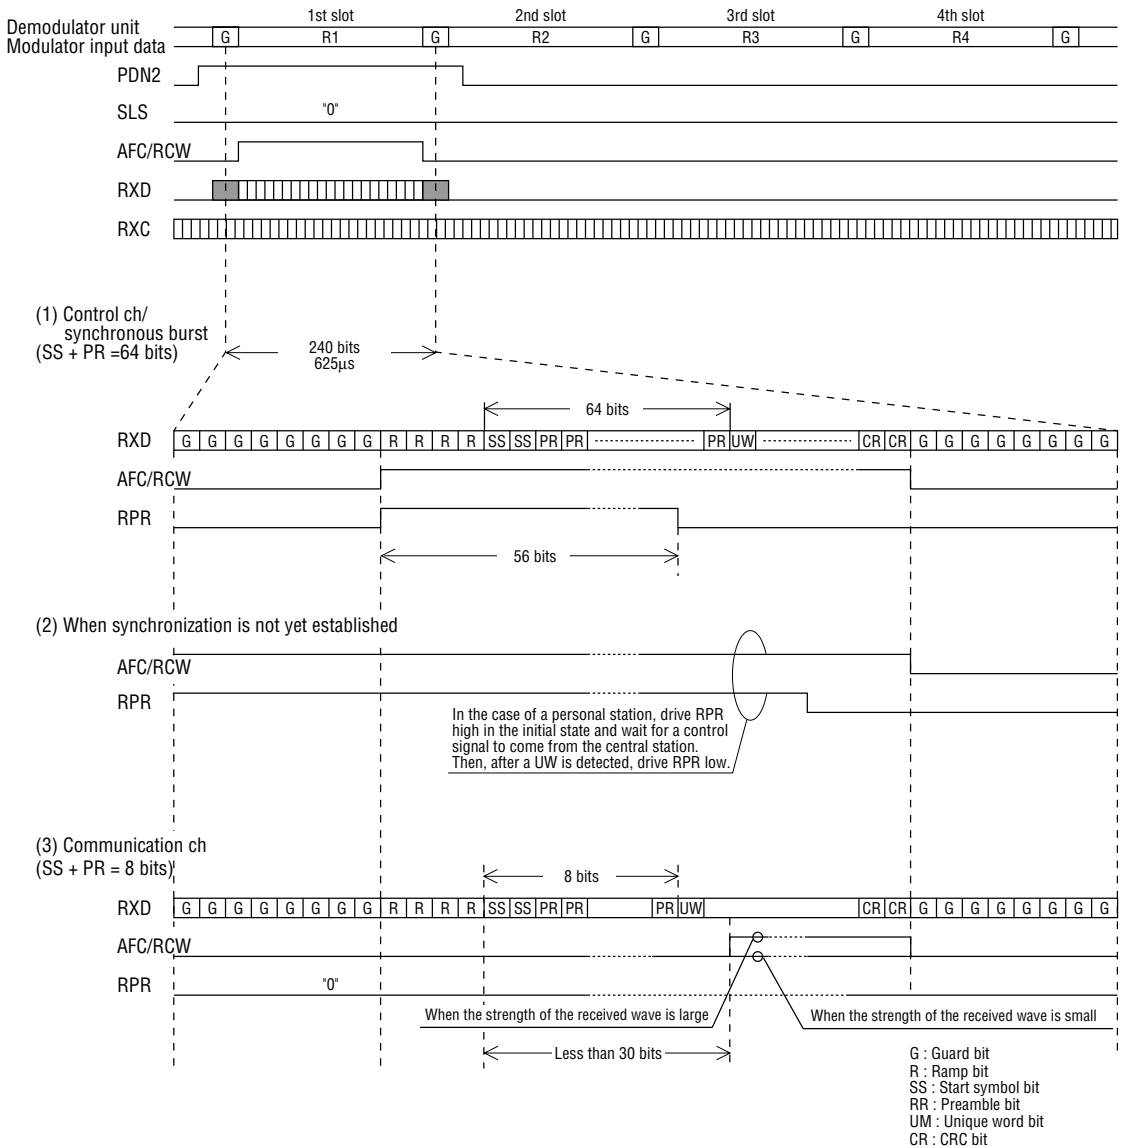 1st slot 2nd slot 3rd slot 4th slot
Demodulator unit
Modulator input data
G R1 G R2 G R3 G R4 G
PDN2
SLS "0"
AFC/RCW
RXD
RXC
(1) Control ch/
synchronous burst
(SS + PR =64 bits)
240 bits
625μs
64 bits
RXD G G G G G G G G R R R R SS SS PR PR PR UW CR CR G G G G G G G G
AFC/RCW
RPR
56 bits
(2) When synchronization is not yet established
AFC/RCW
RPR
In the case of a personal station, drive RPR
high in the initial state and wait for a control
signal to come from the central station.
Then, after a UW is detected, drive RPR low.
(3) Communication ch
(SS + PR = 8 bits)
8 bits
RXD G G G G G G G G R R R R SS SS PR PR PR UW CR CR G G G G G G G G
AFC/RCW
RPR "0"
When the strength of the received wave is large
When the strength of the received wave is small
Less than 30 bits
G : Guard bit
R : Ramp bit
SS : Start symbol bit
RR : Preamble bit
UM : Unique word bit
CR : CRC bit